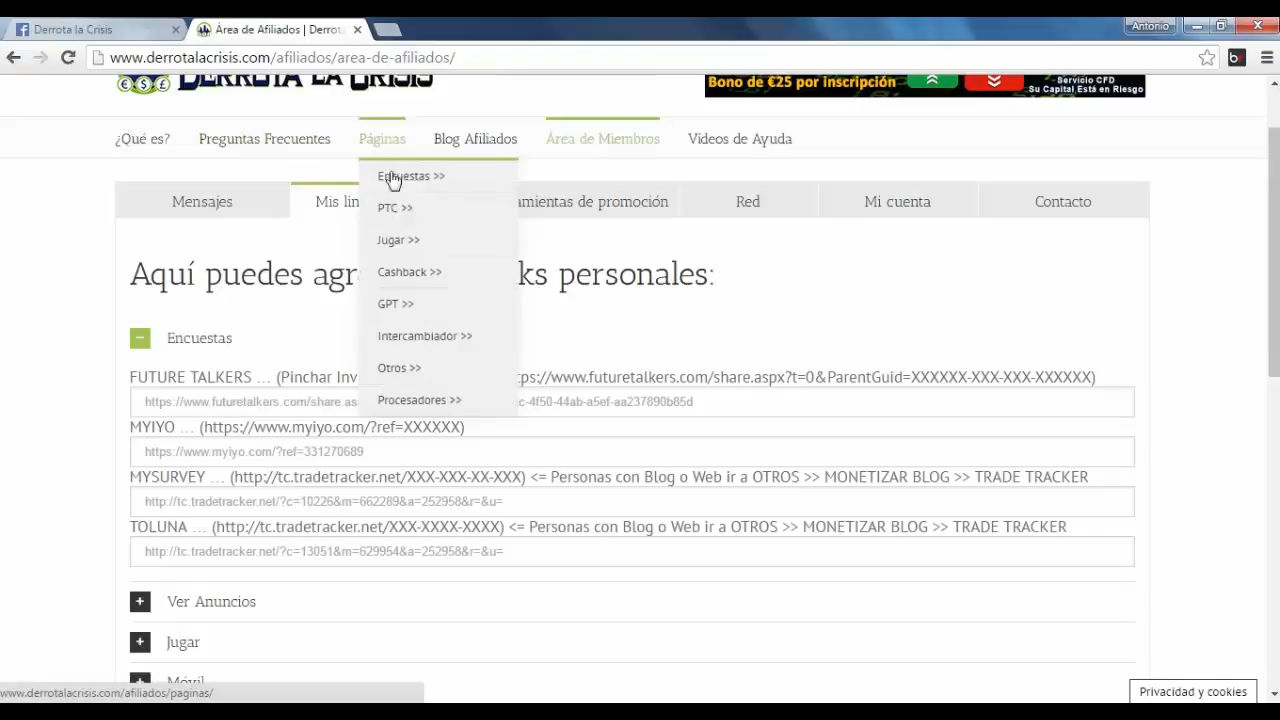 Derrota la Crisis
Área de Afiliados | Derrot
Antonio
www.derrotalacrisis.com/afiliados/area-de-afiliados/
DERROTA LA CRISIS
Bono de €25 por inscripción
Servicio CFD
Su Capital Está en Riesgo
¿Qué es?
Preguntas Frecuentes
Páginas
Blog Afiliados
Área de Miembros
Vídeos de Ayuda
Encuestas >>
PTC >>
Jugar >>
Cashback >>
GPT >>
Intercambiador >>
Otros >>
Procesadores >>
Mensajes
Mis lin
amientas de promoción
Red
Mi cuenta
Contacto
Aquí puedes agr ks personales:
Encuestas
FUTURE TALKERS ... (Pinchar Inv tps://www.futuretalkers.com/share.aspx?t=0&ParentGuid=XXXXXX-XXX-XXX-XXXXXX)
https://www.futuretalkers.com/share.as c-4f50-44ab-a5ef-aa237890b85d
MYIYO ... (https://www.myiyo.com/?ref=XXXXXX)
https://www.myiyo.com/?ref=331270689
MYSURVEY ... (http://tc.tradetracker.net/XXX-XXX-XX-XXX) <= Personas con Blog o Web ir a OTROS >> MONETIZAR BLOG >> TRADE TRACKER
http://tc.tradetracker.net/?c=10226&m=662289&a=252958&r=&u=
TOLUNA ... (http://tc.tradetracker.net/XXX-XXXX-XXXX) <= Personas con Blog o Web ir a OTROS >> MONETIZAR BLOG >> TRADE TRACKER
http://tc.tradetracker.net/?c=13051&m=629954&a=252958&r=&u=
Ver Anuncios
Jugar
Móvil
www.derrotalacrisis.com/afiliados/paginas/
Privacidad y cookies